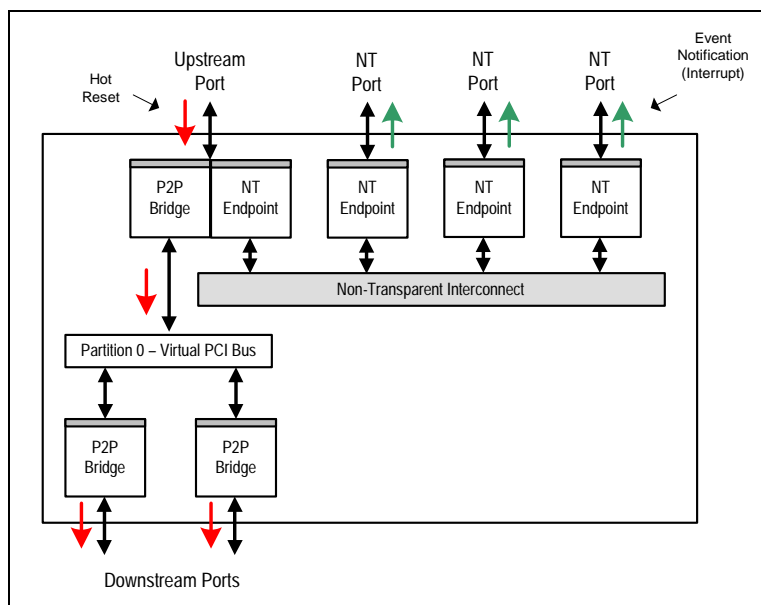 Event
Notification
(Interrupt)
Hot
Reset
Upstream
Port
NT
Port
NT
Port
NT
Port
P2P
Bridge
NT
Endpoint
NT
Endpoint
NT
Endpoint
NT
Endpoint
Non-Transparent Interconnect
Partition 0 – Virtual PCI Bus
P2P
Bridge
P2P
Bridge
Downstream Ports